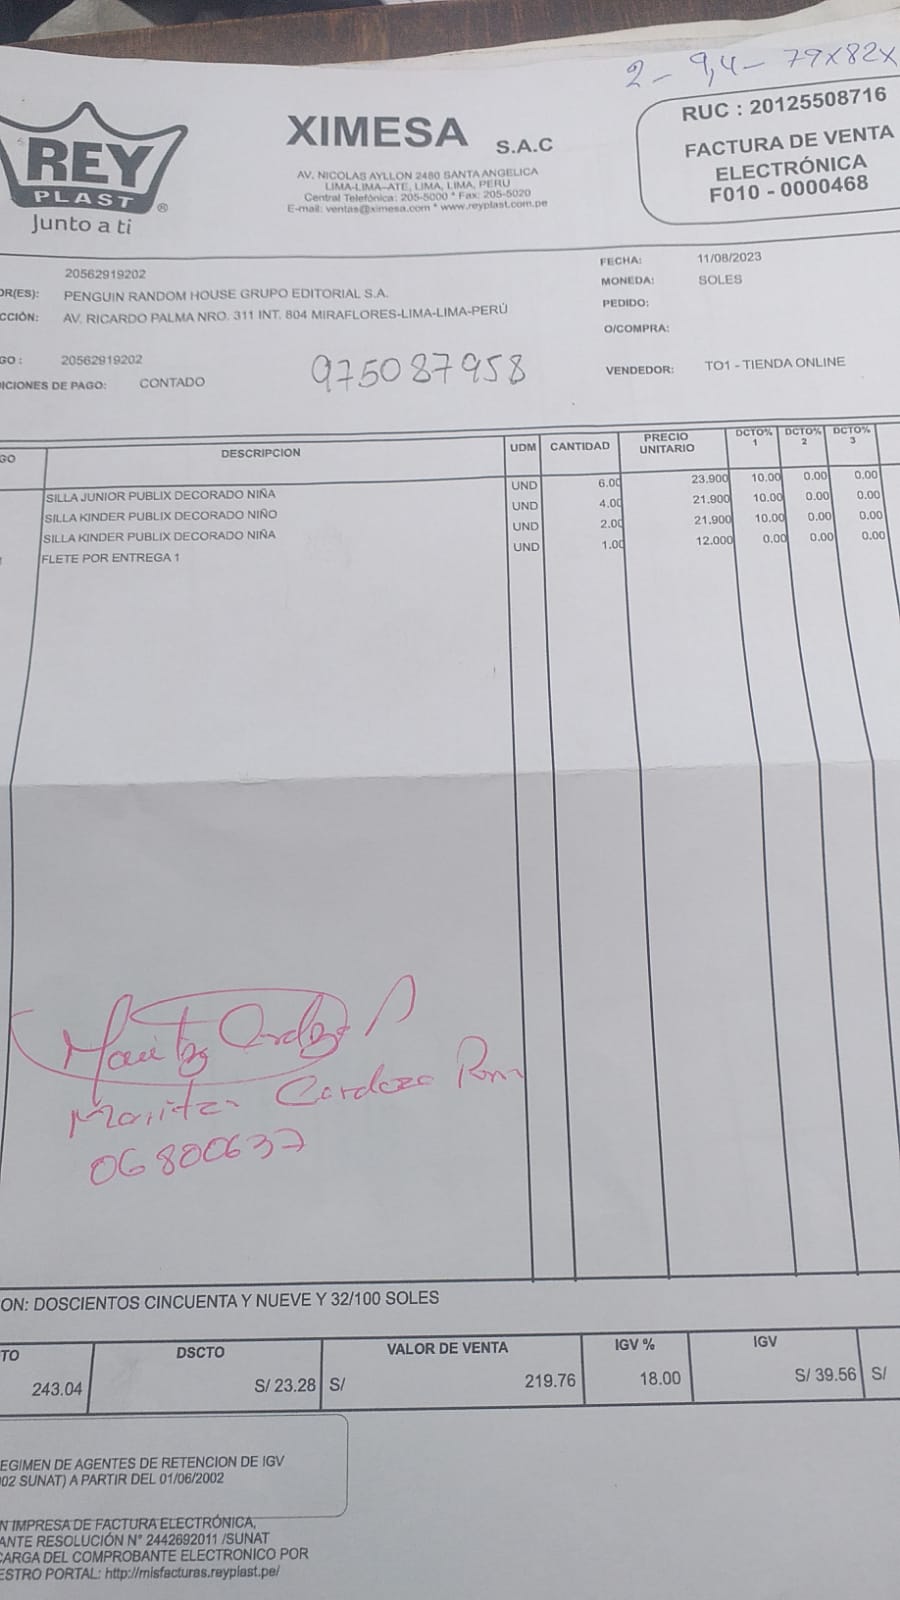 2 - 9,4 - 79X82X
REY
PLAST ®
Junto a ti
XIMESA S.A.C
AV. NICOLAS AYLLON 2480 SANTA ANGELICA
LIMA-LIMA-ATE, LIMA, LIMA, PERU
Central Telefónica: 205-5000 * Fax: 205-5020
E-mail: ventas@ximesa.com * www.reyplast.com.pe
RUC : 20125508716
FACTURA DE VENTA
ELECTRÓNICA
F010 - 0000468
20562919202
OR(ES): PENGUIN RANDOM HOUSE GRUPO EDITORIAL S.A.
CCIÓN: AV. RICARDO PALMA NRO. 311 INT. 804 MIRAFLORES-LIMA-LIMA-PERÚ
GO : 20562919202
ICIONES DE PAGO: CONTADO
975087958
FECHA: 11/08/2023
MONEDA: SOLES
PEDIDO:
O/COMPRA:
VENDEDOR: TO1 - TIENDA ONLINE
GO DESCRIPCION UDM CANTIDAD PRECIO UNITARIO DCTO% 1 DCTO% 2 DCTO% 3
SILLA JUNIOR PUBLIX DECORADO NIÑA UND 6.00 23.900 10.00 0.00 0.00
SILLA KINDER PUBLIX DECORADO NIÑO UND 4.00 21.900 10.00 0.00 0.00
SILLA KINDER PUBLIX DECORADO NIÑA UND 2.00 21.900 10.00 0.00 0.00
FLETE POR ENTREGA 1 UND 1.00 12.000 0.00 0.00 0.00
Maritza Cardozo
06800637
ON: DOSCIENTOS CINCUENTA Y NUEVE Y 32/100 SOLES
TO DSCTO VALOR DE VENTA IGV % IGV
243.04 S/ 23.28 S/ 219.76 18.00 S/ 39.56 S/
EGIMEN DE AGENTES DE RETENCION DE IGV
002 SUNAT) A PARTIR DEL 01/06/2002
N IMPRESA DE FACTURA ELECTRÓNICA,
ANTE RESOLUCIÓN N° 2442692011 /SUNAT
CARGA DEL COMPROBANTE ELECTRONICO POR
ESTRO PORTAL: http://misfacturas.reyplast.pe/